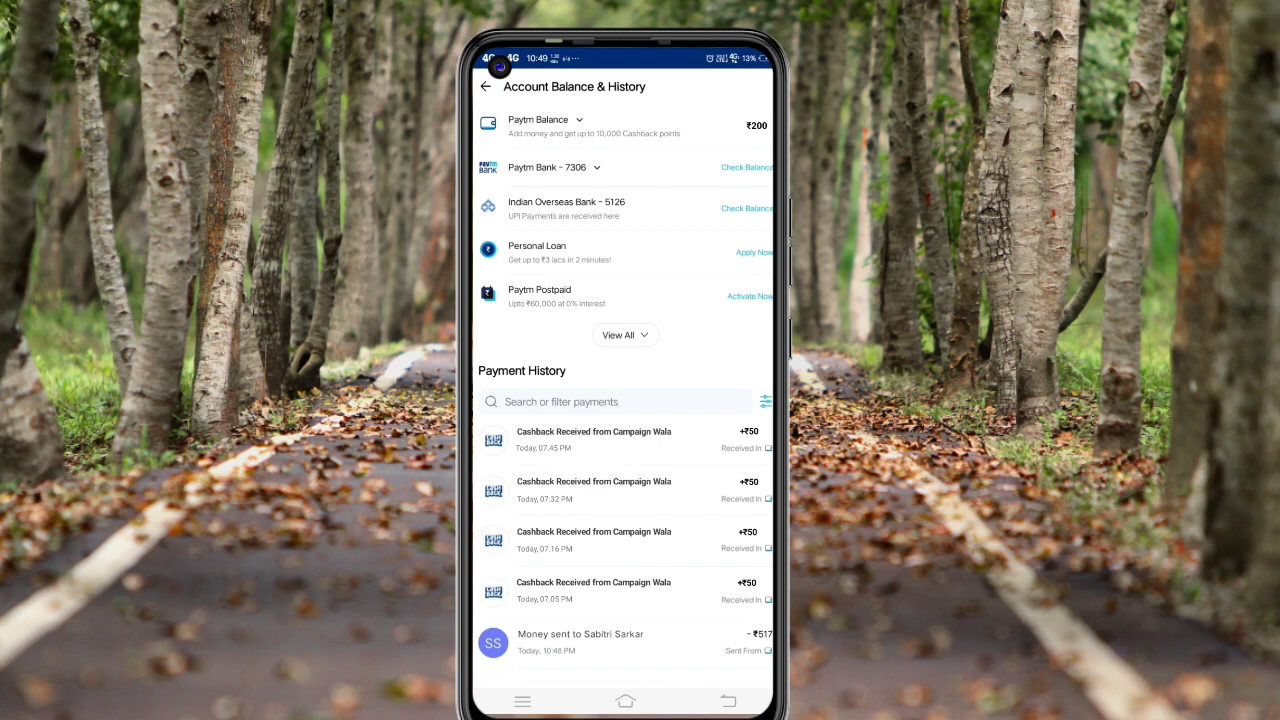 4G 4G 10:49 13%
Account Balance & History
Paytm Balance
Add money and get up to 10,000 Cashback points
₹200
PAYTM BANK
Paytm Bank - 7306
Check Balance
Indian Overseas Bank - 5126
UPI Payments are received here
Check Balance
Personal Loan
Get up to ₹3 lacs in 2 minutes!
Apply Now
Paytm Postpaid
Upto ₹60,000 at 0% interest
Activate Now
View All
Payment History
Search or filter payments
Cashback Received from Campaign Wala
+₹50
Today, 07.45 PM
Received In
Cashback Received from Campaign Wala
+₹50
Today, 07.32 PM
Received In
Cashback Received from Campaign Wala
+₹50
Today, 07.16 PM
Received In
Cashback Received from Campaign Wala
+₹50
Today, 07.05 PM
Received In
SS
Money sent to Sabitri Sarkar
- ₹517
Today, 10:48 PM
Sent From